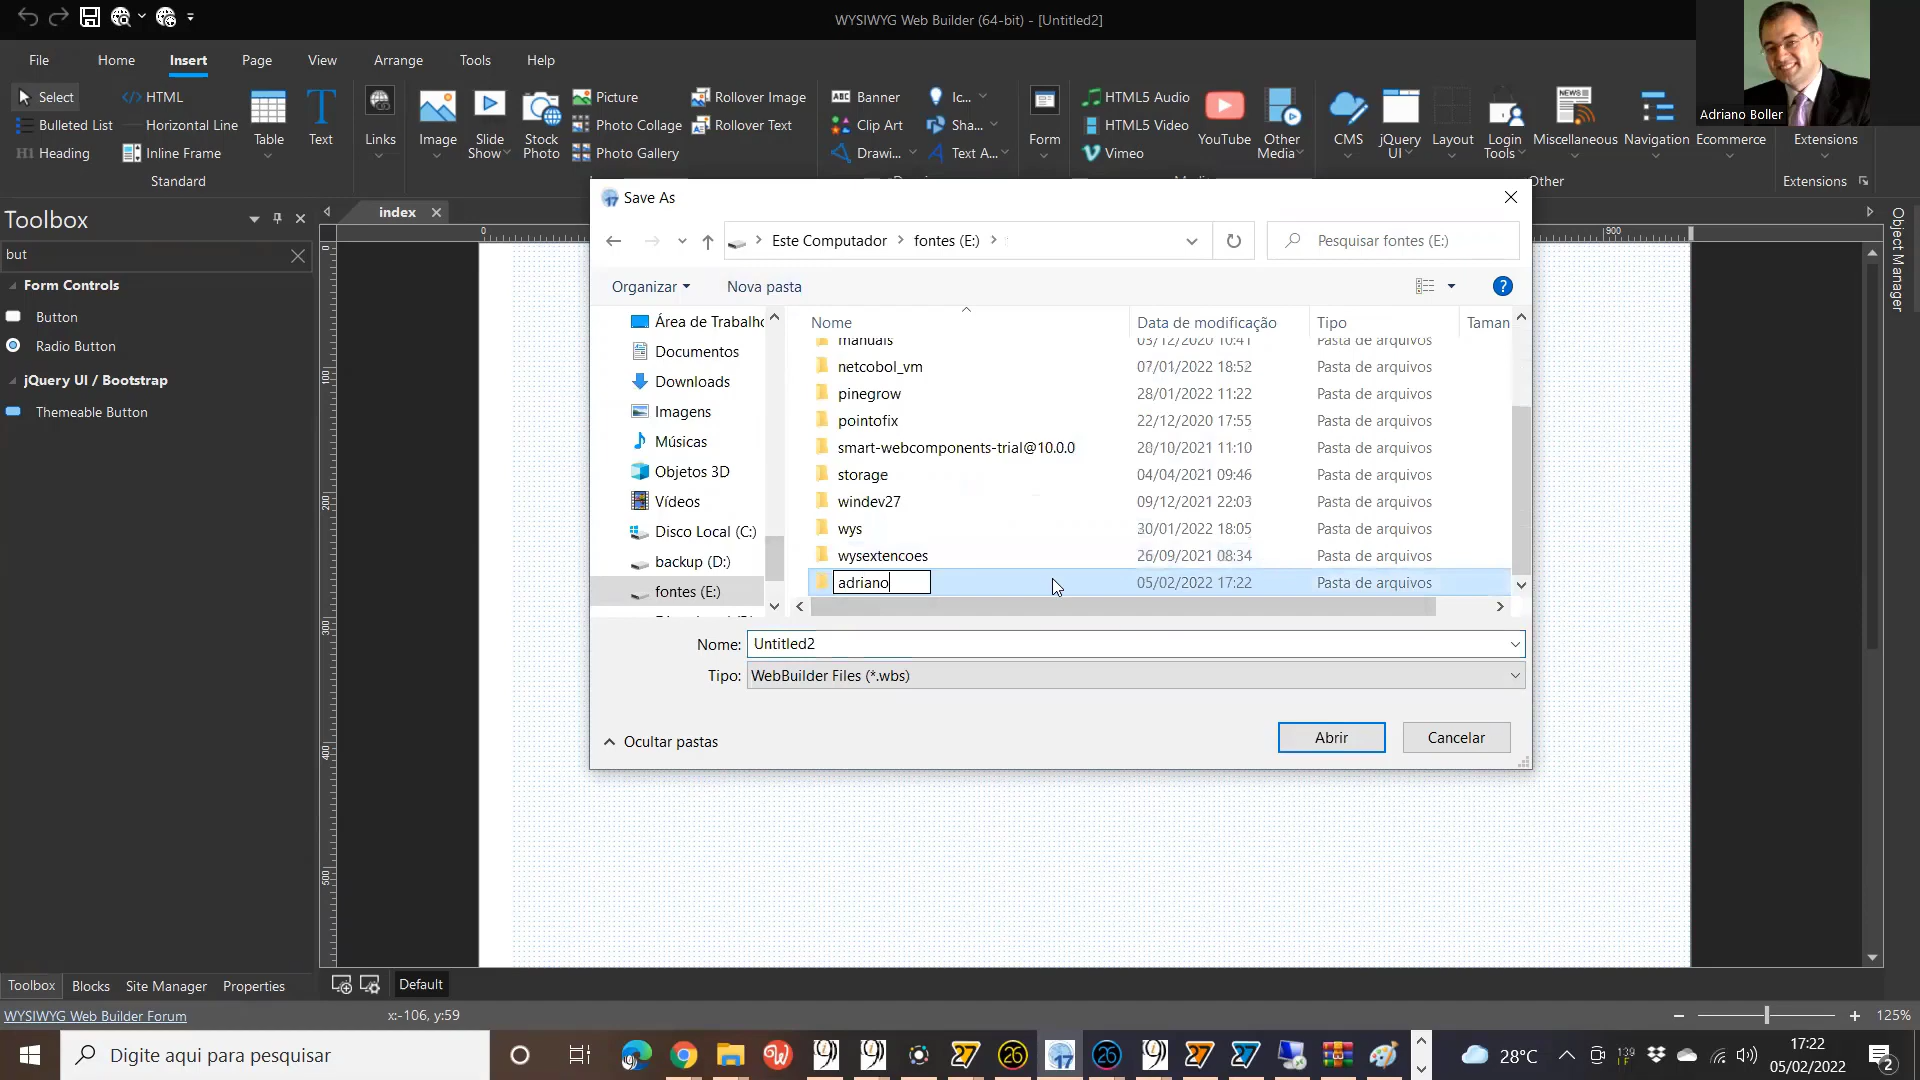 WYSIWYG Web Builder (64-bit) - [Untitled2]
File Home Insert Page View Arrange Tools Help
Select HTML
Bulleted List Horizontal Line
Heading Inline Frame
Table Text Links Image Slide Show Stock Photo
Picture Rollover Image
Photo Collage Rollover Text
Photo Gallery
Banner Ic...
Clip Art Sha...
Drawi... Text A...
Form
HTML5 Audio
HTML5 Video
Vimeo
YouTube Other Media CMS jQuery UI Layout Login Tools Miscellaneous Navigation Ecommerce Extensions
Adriano Boller
Standard Other Extensions
Toolbox
but
Form Controls
Button
Radio Button
jQuery UI / Bootstrap
Themeable Button
index
Object Manager
Save As
Este Computador fontes (E:)
Pesquisar fontes (E:)
Organizar Nova pasta
Área de Trabalho
Documentos
Downloads
Imagens
Músicas
Objetos 3D
Vídeos
Disco Local (C:)
backup (D:)
fontes (E:)
Nome Data de modificação Tipo Taman
manuais 03/12/2020 10:41 Pasta de arquivos
netcobol_vm 07/01/2022 18:52 Pasta de arquivos
pinegrow 28/01/2022 11:22 Pasta de arquivos
pointofix 22/12/2020 17:55 Pasta de arquivos
smart-webcomponents-trial@10.0.0 20/10/2021 11:10 Pasta de arquivos
storage 04/04/2021 09:46 Pasta de arquivos
windev27 09/12/2021 22:03 Pasta de arquivos
wys 30/01/2022 18:05 Pasta de arquivos
wysextencoes 26/09/2021 08:34 Pasta de arquivos
adriano 05/02/2022 17:22 Pasta de arquivos
Nome: Untitled2
Tipo: WebBuilder Files (*.wbs)
Ocultar pastas
Abrir Cancelar
Toolbox Blocks Site Manager Properties
Default
WYSIWYG Web Builder Forum
x:-106, y:59
125%
Digite aqui para pesquisar
28°C
17:22
05/02/2022
2